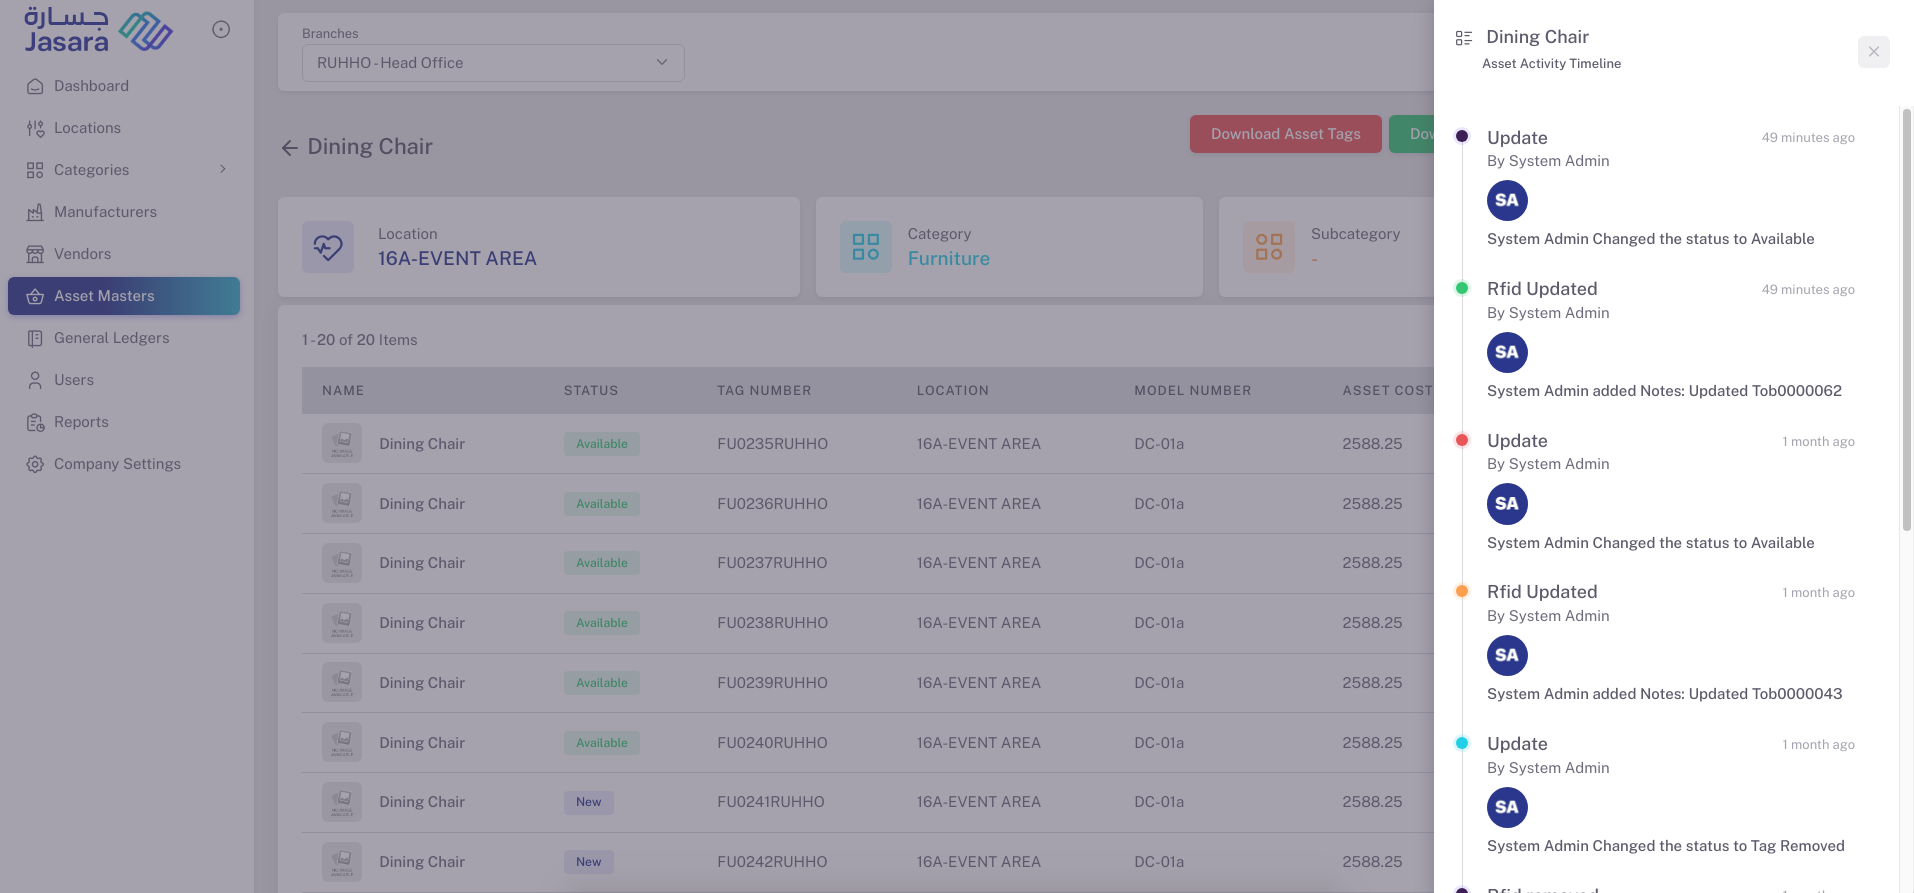 جسارة
Jasara
Dashboard
Locations
Categories
Manufacturers
Vendors
Asset Masters
General Ledgers
Users
Reports
Company Settings
Branches
RUHHO - Head Office
Dining Chair
Download Asset Tags
Dow
Location
16A-EVENT AREA
Category
Furniture
Subcategory
-
1 - 20 of 20 Items
NAME STATUS TAG NUMBER LOCATION MODEL NUMBER ASSET COST
Dining Chair Available FU0235RUHHO 16A-EVENT AREA DC-01a 2588.25
Dining Chair Available FU0236RUHHO 16A-EVENT AREA DC-01a 2588.25
Dining Chair Available FU0237RUHHO 16A-EVENT AREA DC-01a 2588.25
Dining Chair Available FU0238RUHHO 16A-EVENT AREA DC-01a 2588.25
Dining Chair Available FU0239RUHHO 16A-EVENT AREA DC-01a 2588.25
Dining Chair Available FU0240RUHHO 16A-EVENT AREA DC-01a 2588.25
Dining Chair New FU0241RUHHO 16A-EVENT AREA DC-01a 2588.25
Dining Chair New FU0242RUHHO 16A-EVENT AREA DC-01a 2588.25
Dining Chair
Asset Activity Timeline
Update 49 minutes ago
By System Admin
SA
System Admin Changed the status to Available
Rfid Updated 49 minutes ago
By System Admin
SA
System Admin added Notes: Updated Tob0000062
Update 1 month ago
By System Admin
SA
System Admin Changed the status to Available
Rfid Updated 1 month ago
By System Admin
SA
System Admin added Notes: Updated Tob0000043
Update 1 month ago
By System Admin
SA
System Admin Changed the status to Tag Removed